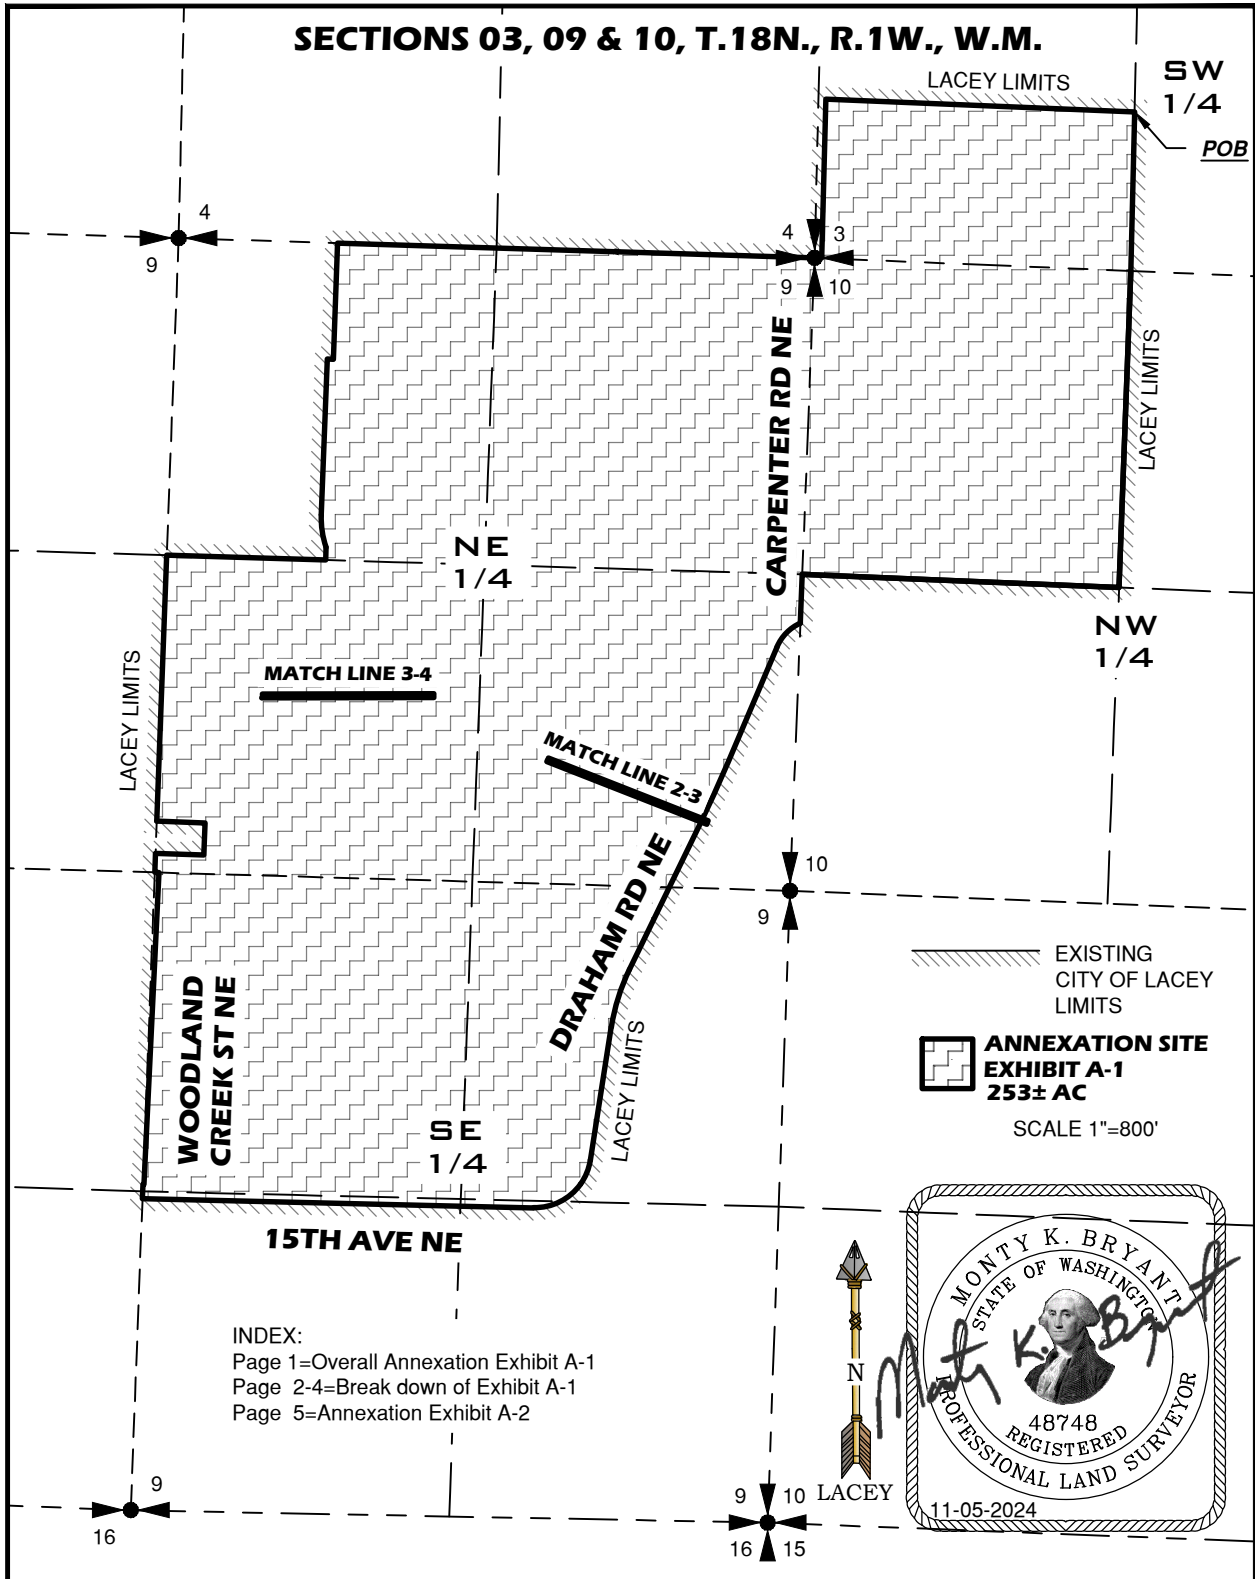 SECTIONS 03, 09 & 10, T.18N., R.1W., W.M.
LACEY LIMITS
SW
1/4
POB
4
9
4
3
9
10
CARPENTER RD NE
LACEY LIMITS
NE
1/4
NW
1/4
LACEY LIMITS
MATCH LINE 3-4
MATCH LINE 2-3
10
9
DRAHAM RD NE
WOODLAND
CREEK ST NE
LACEY LIMITS
SE
1/4
15TH AVE NE
EXISTING
CITY OF LACEY
LIMITS
ANNEXATION SITE
EXHIBIT A-1
253± AC
SCALE 1"=800'
INDEX:
Page 1=Overall Annexation Exhibit A-1
Page 2-4=Break down of Exhibit A-1
Page 5=Annexation Exhibit A-2
N
LACEY
MONTY K. BRYANT
STATE OF WASHINGTON
Monty K. Bryant
48748
REGISTERED
PROFESSIONAL LAND SURVEYOR
11-05-2024
9
16
9
10
16
15